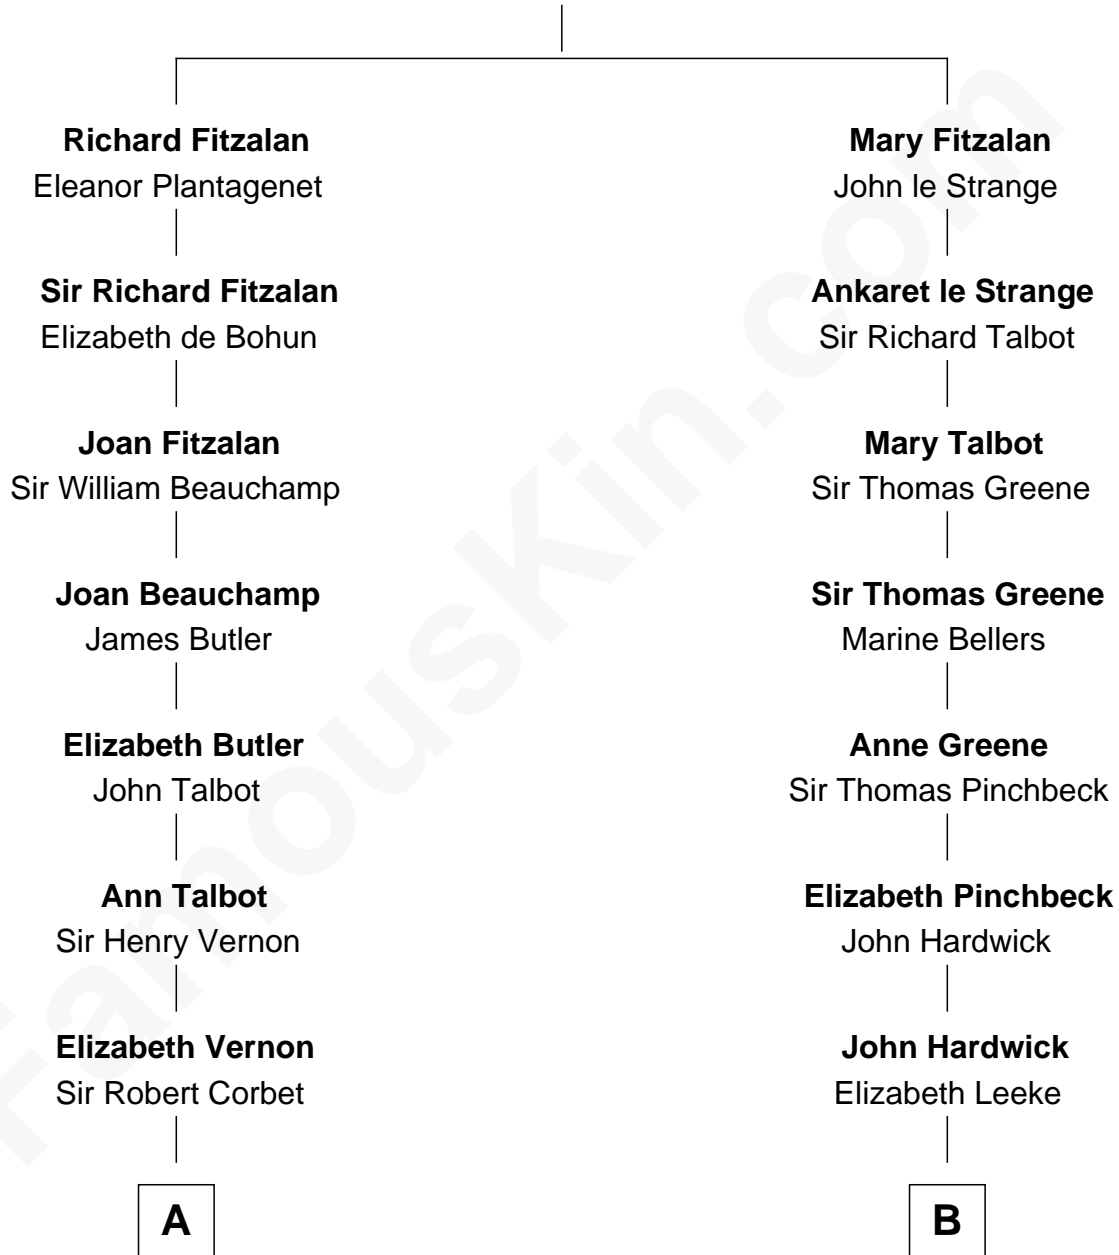 Richard Fitzalan
Eleanor Plantagenet
Mary Fitzalan
John le Strange
Sir Richard Fitzalan
Elizabeth de Bohun
Ankaret le Strange
Sir Richard Talbot
Joan Fitzalan
Sir William Beauchamp
Mary Talbot
Sir Thomas Greene
Joan Beauchamp
James Butler
Sir Thomas Greene
Marine Bellers
Elizabeth Butler
John Talbot
Anne Greene
Sir Thomas Pinchbeck
Ann Talbot
Sir Henry Vernon
Elizabeth Pinchbeck
John Hardwick
Elizabeth Vernon
Sir Robert Corbet
John Hardwick
Elizabeth Leeke
A
B
FamousKin.com